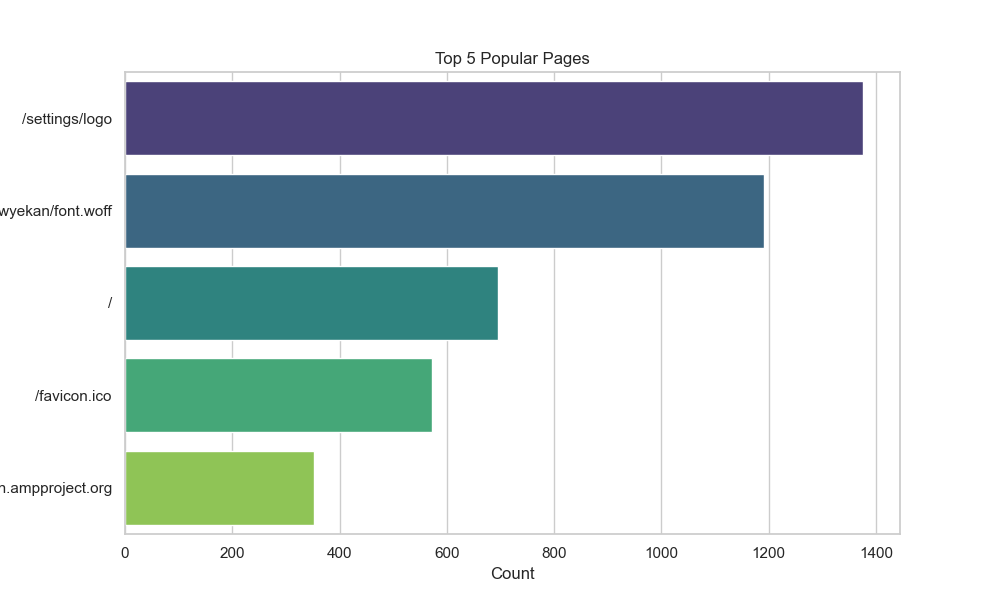 Top 5 Popular Pages
/settings/logo
wyekan/font.woff
/
/favicon.ico
n.ampproject.org
0 200 400 600 800 1000 1200 1400
Count